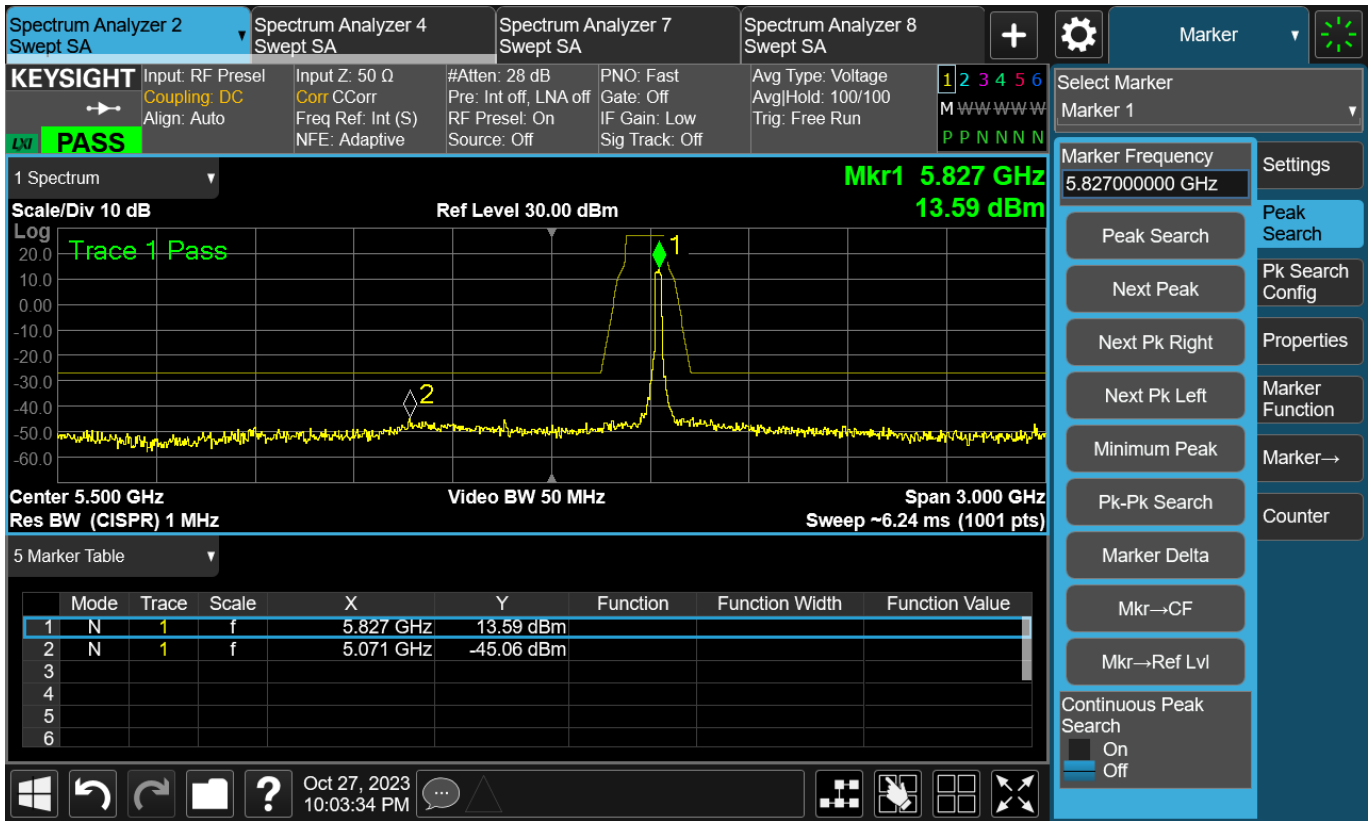 Spectrum Analyzer 2
Swept SA
Spectrum Analyzer 4
Swept SA
Spectrum Analyzer 7
Swept SA
Spectrum Analyzer 8
Swept SA
+
Marker
KEYSIGHT
LXI PASS
Input: RF Presel
Coupling: DC
Align: Auto
Input Z: 50 Ω
Corr CCorr
Freq Ref: Int (S)
NFE: Adaptive
#Atten: 28 dB
Pre: Int off, LNA off
RF Presel: On
Source: Off
PNO: Fast
Gate: Off
IF Gain: Low
Sig Track: Off
Avg Type: Voltage
Avg|Hold: 100/100
Trig: Free Run
1 2 3 4 5 6
M W W W W W
P P N N N N
Select Marker
Marker 1
1 Spectrum
Mkr1 5.827 GHz
13.59 dBm
Scale/Div 10 dB
Ref Level 30.00 dBm
Log
Trace 1 Pass
20.0
10.0
0.00
-10.0
-20.0
-30.0
-40.0
-50.0
-60.0
1
2
Center 5.500 GHz
Video BW 50 MHz
Span 3.000 GHz
Res BW (CISPR) 1 MHz
Sweep ~6.24 ms (1001 pts)
5 Marker Table
Mode Trace Scale X Y Function Function Width Function Value
1 N 1 f 5.827 GHz 13.59 dBm
2 N 1 f 5.071 GHz -45.06 dBm
3
4
5
6
Marker Frequency
5.827000000 GHz
Peak Search
Next Peak
Next Pk Right
Next Pk Left
Minimum Peak
Pk-Pk Search
Marker Delta
Mkr→CF
Mkr→Ref Lvl
Continuous Peak
Search
On
Off
Settings
Peak
Search
Pk Search
Config
Properties
Marker
Function
Marker→
Counter
?
Oct 27, 2023
10:03:34 PM